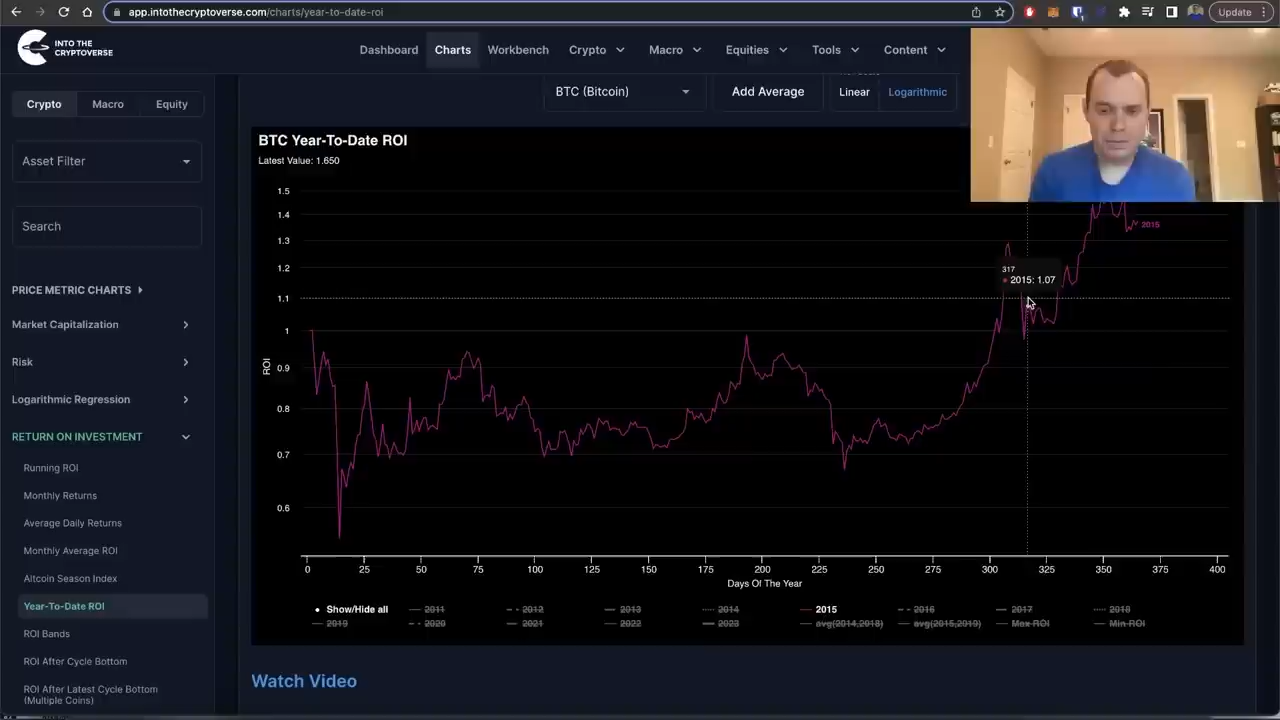 app.intothecryptoverse.com/charts/year-to-date-roi
Update
INTO THE
CRYPTOVERSE
Dashboard
Charts
Workbench
Crypto
Macro
Equities
Tools
Content
Crypto
Macro
Equity
Asset Filter
Search
PRICE METRIC CHARTS
Market Capitalization
Risk
Logarithmic Regression
RETURN ON INVESTMENT
Running ROI
Monthly Returns
Average Daily Returns
Monthly Average ROI
Altcoin Season Index
Year-To-Date ROI
ROI Bands
ROI After Cycle Bottom
ROI After Latest Cycle Bottom
(Multiple Coins)
BTC (Bitcoin)
Add Average
Linear
Logarithmic
BTC Year-To-Date ROI
Latest Value: 1.650
1.5
1.4
1.3
1.2
1.1
1
0.9
0.8
0.7
0.6
ROI
2015
317
2015: 1.07
0 25 50 75 100 125 150 175 200 225 250 275 300 325 350 375 400
Days Of The Year
Show/Hide all 2011 2012 2013 2014 2015 2016 2017 2018
2019 2020 2021 2022 2023 avg(2014,2018) avg(2015,2019) Max ROI Min ROI
Watch Video